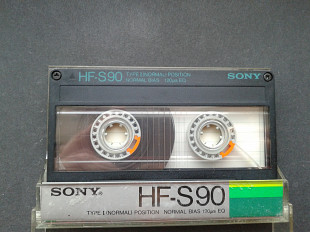 HF-S90 TYPE I (NORMAL) POSITION SONY
NORMAL BIAS 120µs EQ
SONY HF-S90
TYPE I (NORMAL) POSITION NORMAL BIAS 120µs EQ